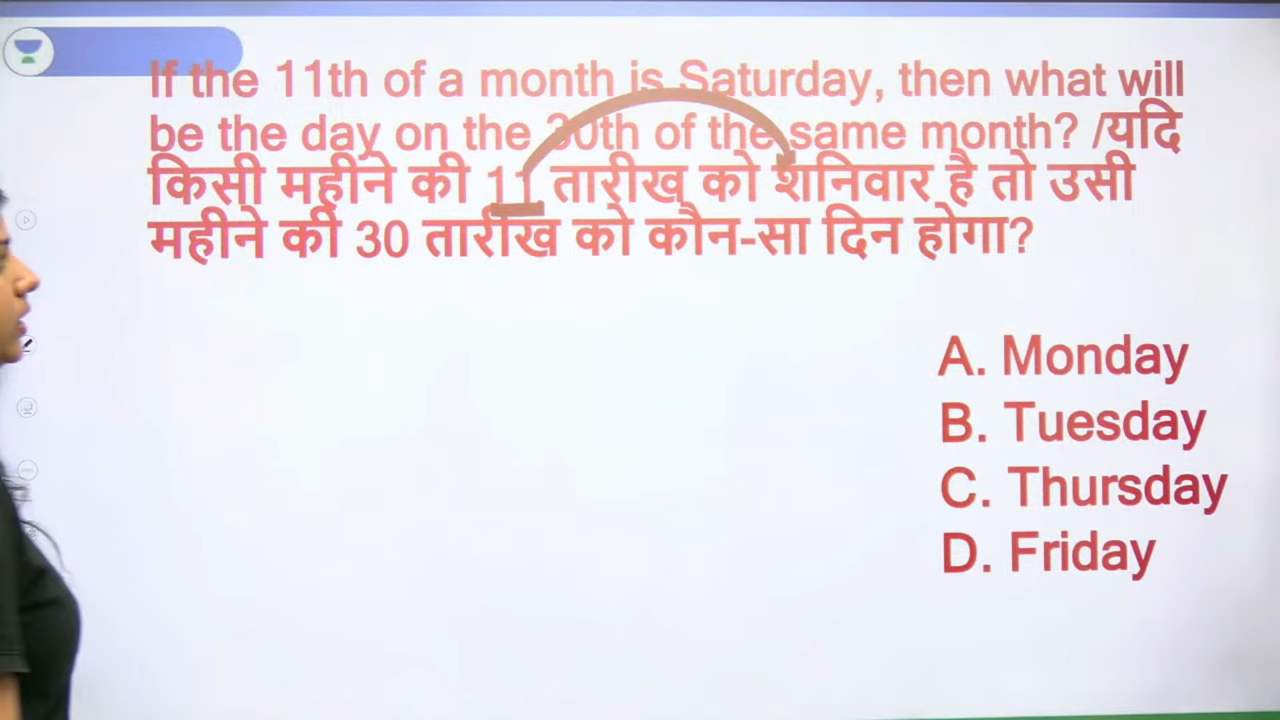 If the 11th of a month is Saturday, then what will
be the day on the 30th of the same month? /यदि
किसी महीने की 11 तारीख को शनिवार है तो उसी
महीने की 30 तारीख को कौन-सा दिन होगा?
A. Monday
B. Tuesday
C. Thursday
D. Friday